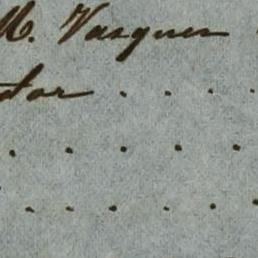 M. Vasquez
dor . . . .
. . . . .
. . . . . .